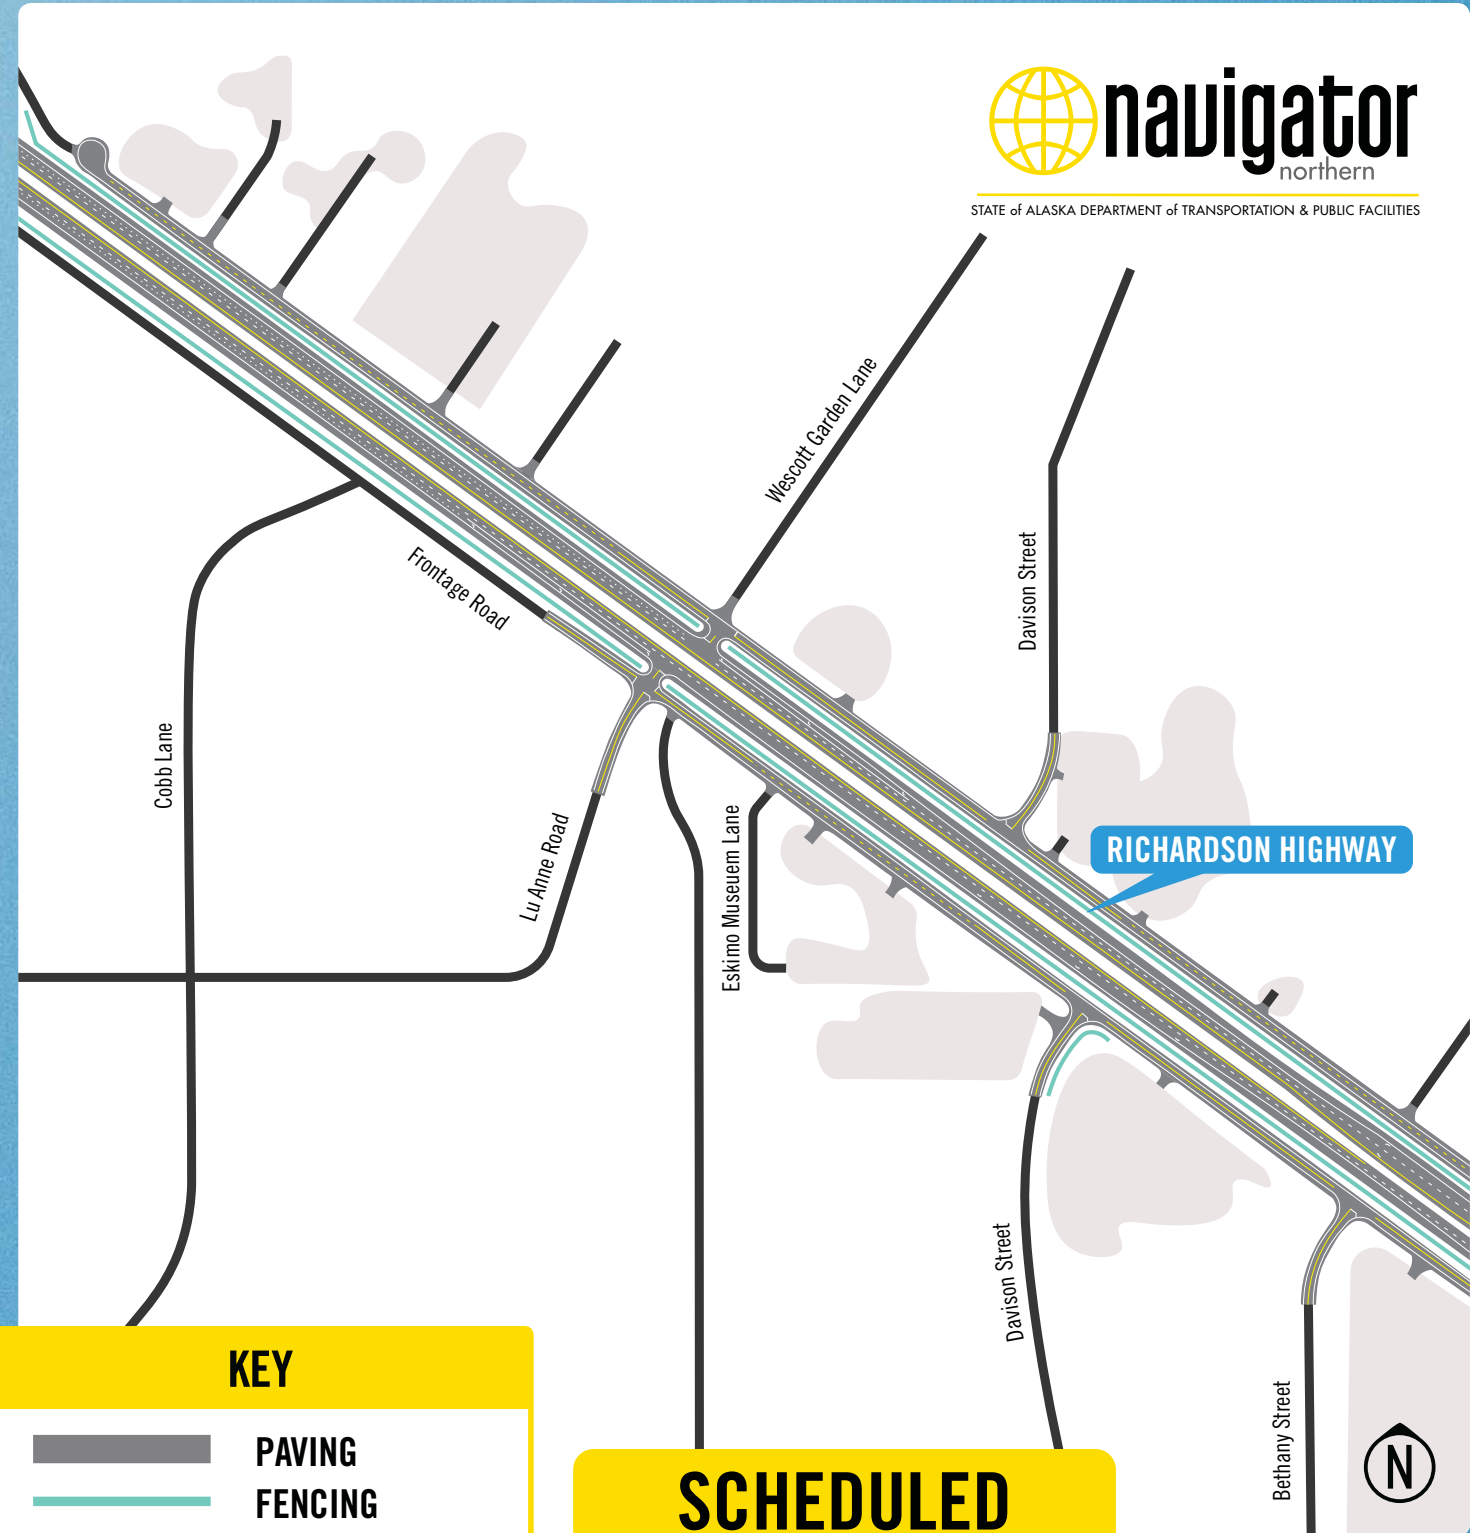 navigator
northern
STATE of ALASKA DEPARTMENT of TRANSPORTATION & PUBLIC FACILITIES
Wescott Garden Lane
Davison Street
Frontage Road
Cobb Lane
Lu Anne Road
Eskimo Museuem Lane
RICHARDSON HIGHWAY
Davison Street
Bethany Street
N
KEY
PAVING
FENCING
SCHEDULED